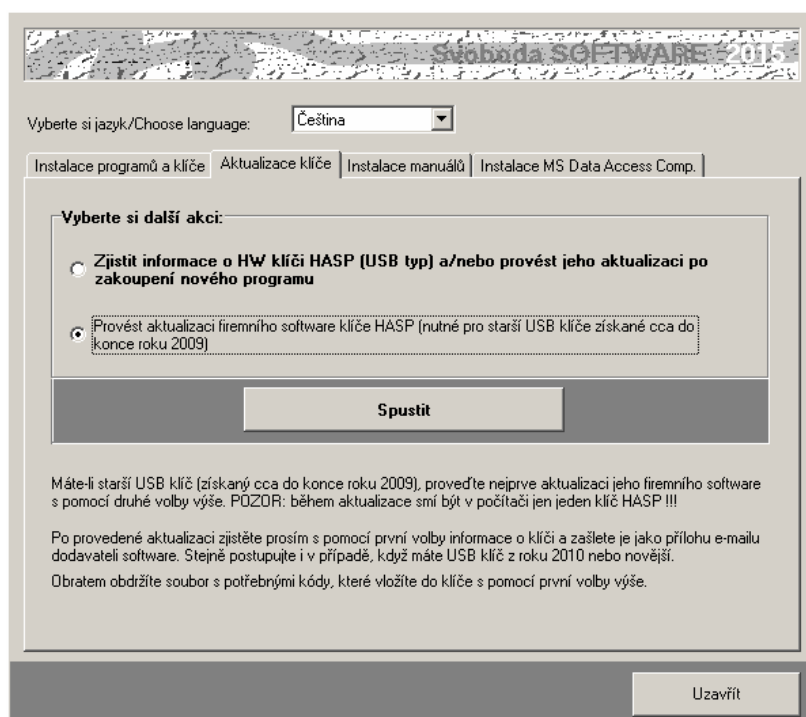 Svoboda SOFTWARE 2015
Vyberte si jazyk/Choose language: Čeština
Instalace programů a klíče Aktualizace klíče Instalace manuálů Instalace MS Data Access Comp.
Vyberte si další akci:
Zjistit informace o HW klíči HASP (USB typ) a/nebo provést jeho aktualizaci po
zakoupení nového programu
Provést aktualizaci firemního software klíče HASP (nutné pro starší USB klíče získané cca do
konce roku 2009)
Spustit
Máte-li starší USB klíč (získaný cca do konce roku 2009), proveďte nejprve aktualizaci jeho firemního software
s pomocí druhé volby výše. POZOR: během aktualizace smí být v počítači jen jeden klíč HASP !!!
Po provedené aktualizaci zjistěte prosím s pomocí první volby informace o klíči a zašlete je jako přílohu e-mailu
dodavateli software. Stejně postupujte i v případě, když máte USB klíč z roku 2010 nebo novější.
Obratem obdržíte soubor s potřebnými kódy, které vložíte do klíče s pomocí první volby výše.
Uzavřít